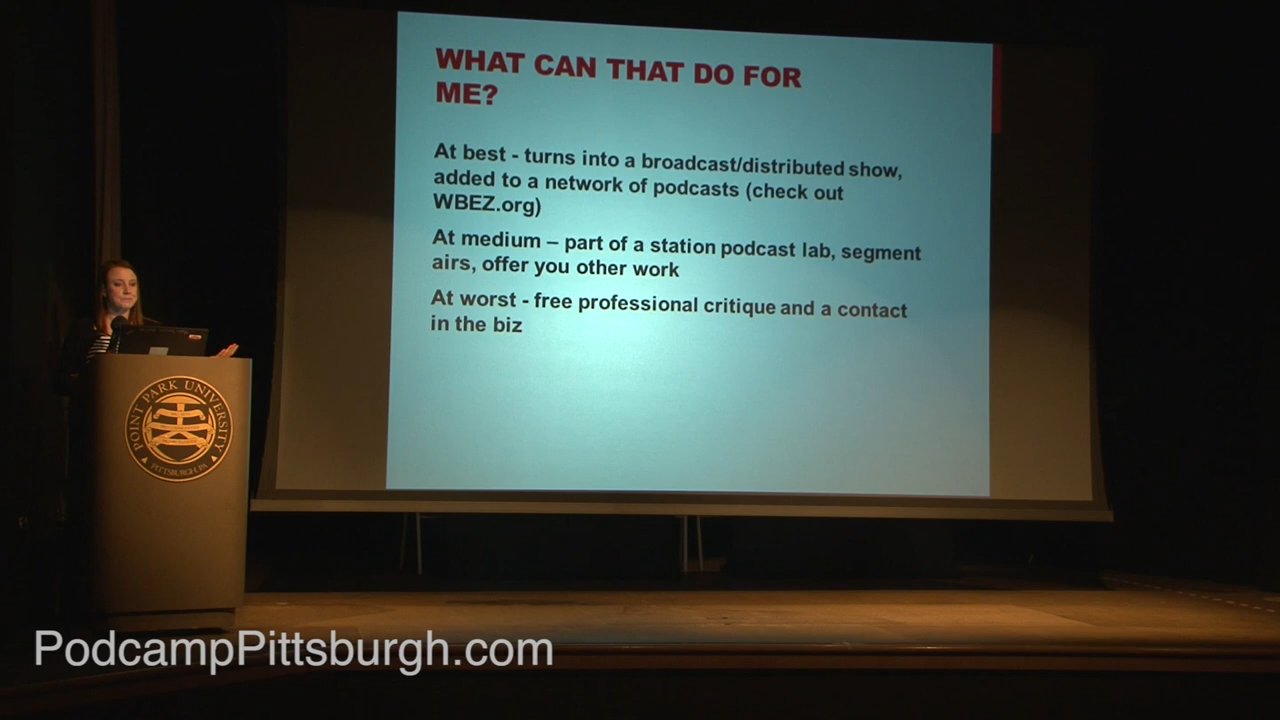 WHAT CAN THAT DO FOR
ME?
At best - turns into a broadcast/distributed show,
added to a network of podcasts (check out
WBEZ.org)
At medium – part of a station podcast lab, segment
airs, offer you other work
At worst - free professional critique and a contact
in the biz
POINT PARK UNIVERSITY
PITTSBURGH, PA
PodcampPittsburgh.com